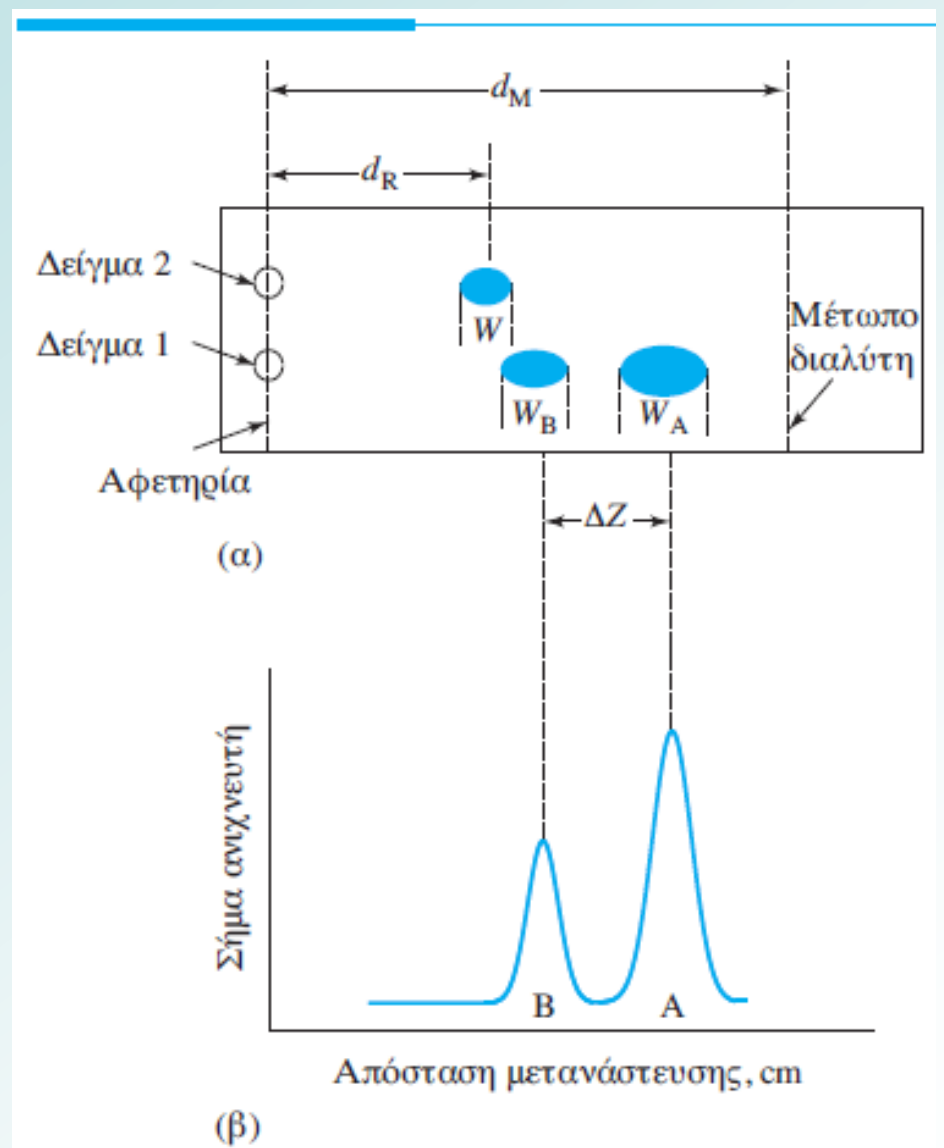 d_M
d_R
Δείγμα 2
Δείγμα 1
W
Μέτωπο
διαλύτη
W_B
W_A
Αφετηρία
ΔZ
(α)
Σήμα ανιχνευτή
B
A
Απόσταση μετανάστευσης, cm
(β)